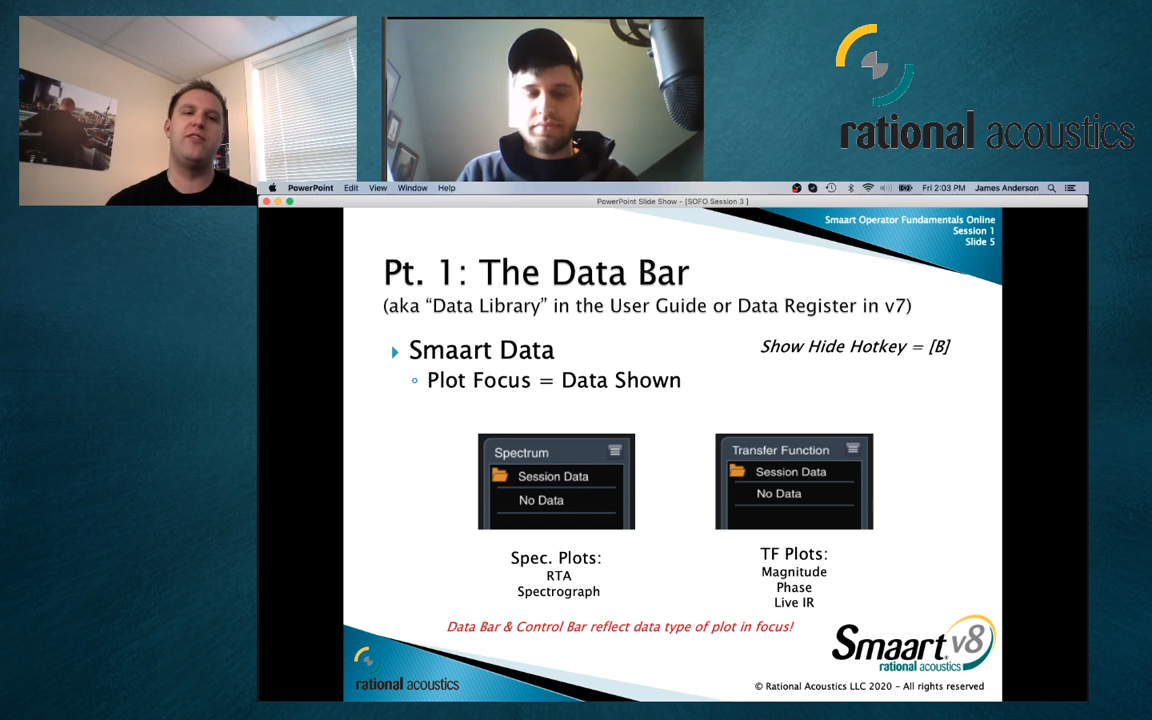 rational acoustics
PowerPoint Edit View Window Help
Fri 2:03 PM James Anderson
PowerPoint Slide Show - [SOFO Session 3 ]
Smaart Operator Fundamentals Online
Session 1
Slide 5
Pt. 1: The Data Bar
(aka “Data Library” in the User Guide or Data Register in v7)
Smaart Data
Show Hide Hotkey = [B]
Plot Focus = Data Shown
Spectrum
Session Data
No Data
Transfer Function
Session Data
No Data
Spec. Plots:
RTA
Spectrograph
TF Plots:
Magnitude
Phase
Live IR
Data Bar & Control Bar reflect data type of plot in focus!
Smaart v8
rational acoustics
rational acoustics
© Rational Acoustics LLC 2020 - All rights reserved